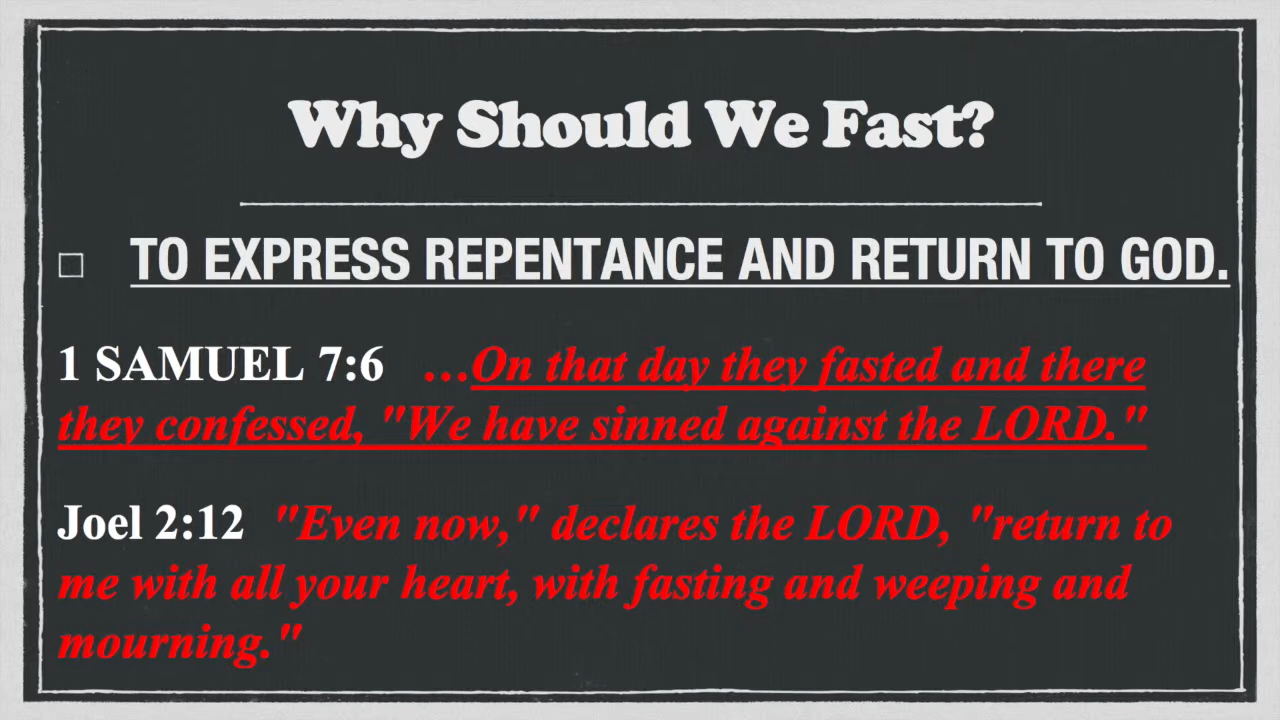 Why Should We Fast?
TO EXPRESS REPENTANCE AND RETURN TO GOD.
1 SAMUEL 7:6 …On that day they fasted and there
they confessed, "We have sinned against the LORD."
Joel 2:12 "Even now," declares the LORD, "return to
me with all your heart, with fasting and weeping and
mourning."